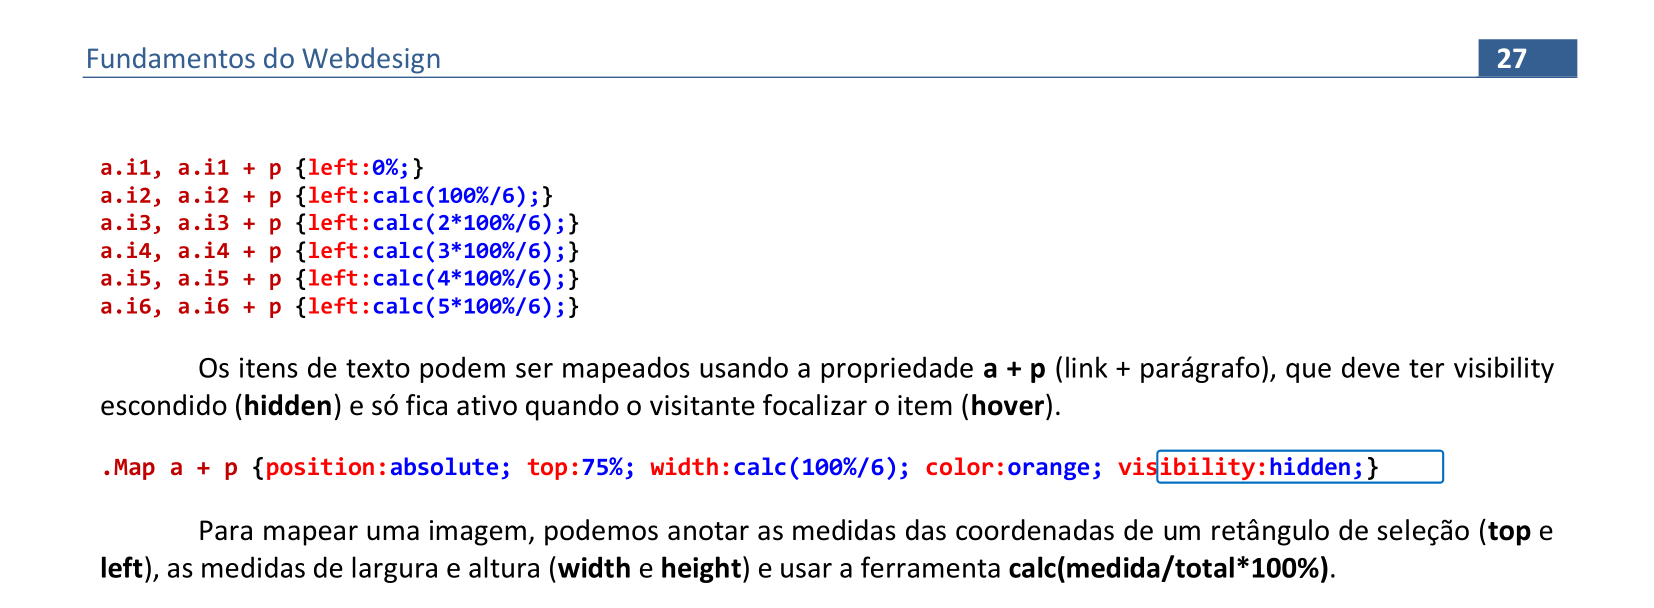 Fundamentos do Webdesign 27
a.i1, a.i1 + p {left:0%;}
a.i2, a.i2 + p {left:calc(100%/6);}
a.i3, a.i3 + p {left:calc(2*100%/6);}
a.i4, a.i4 + p {left:calc(3*100%/6);}
a.i5, a.i5 + p {left:calc(4*100%/6);}
a.i6, a.i6 + p {left:calc(5*100%/6);}
Os itens de texto podem ser mapeados usando a propriedade a + p (link + parágrafo), que deve ter visibility
escondido (hidden) e só fica ativo quando o visitante focalizar o item (hover).
.Map a + p {position:absolute; top:75%; width:calc(100%/6); color:orange; visibility:hidden;}
Para mapear uma imagem, podemos anotar as medidas das coordenadas de um retângulo de seleção (top e
left), as medidas de largura e altura (width e height) e usar a ferramenta calc(medida/total*100%).